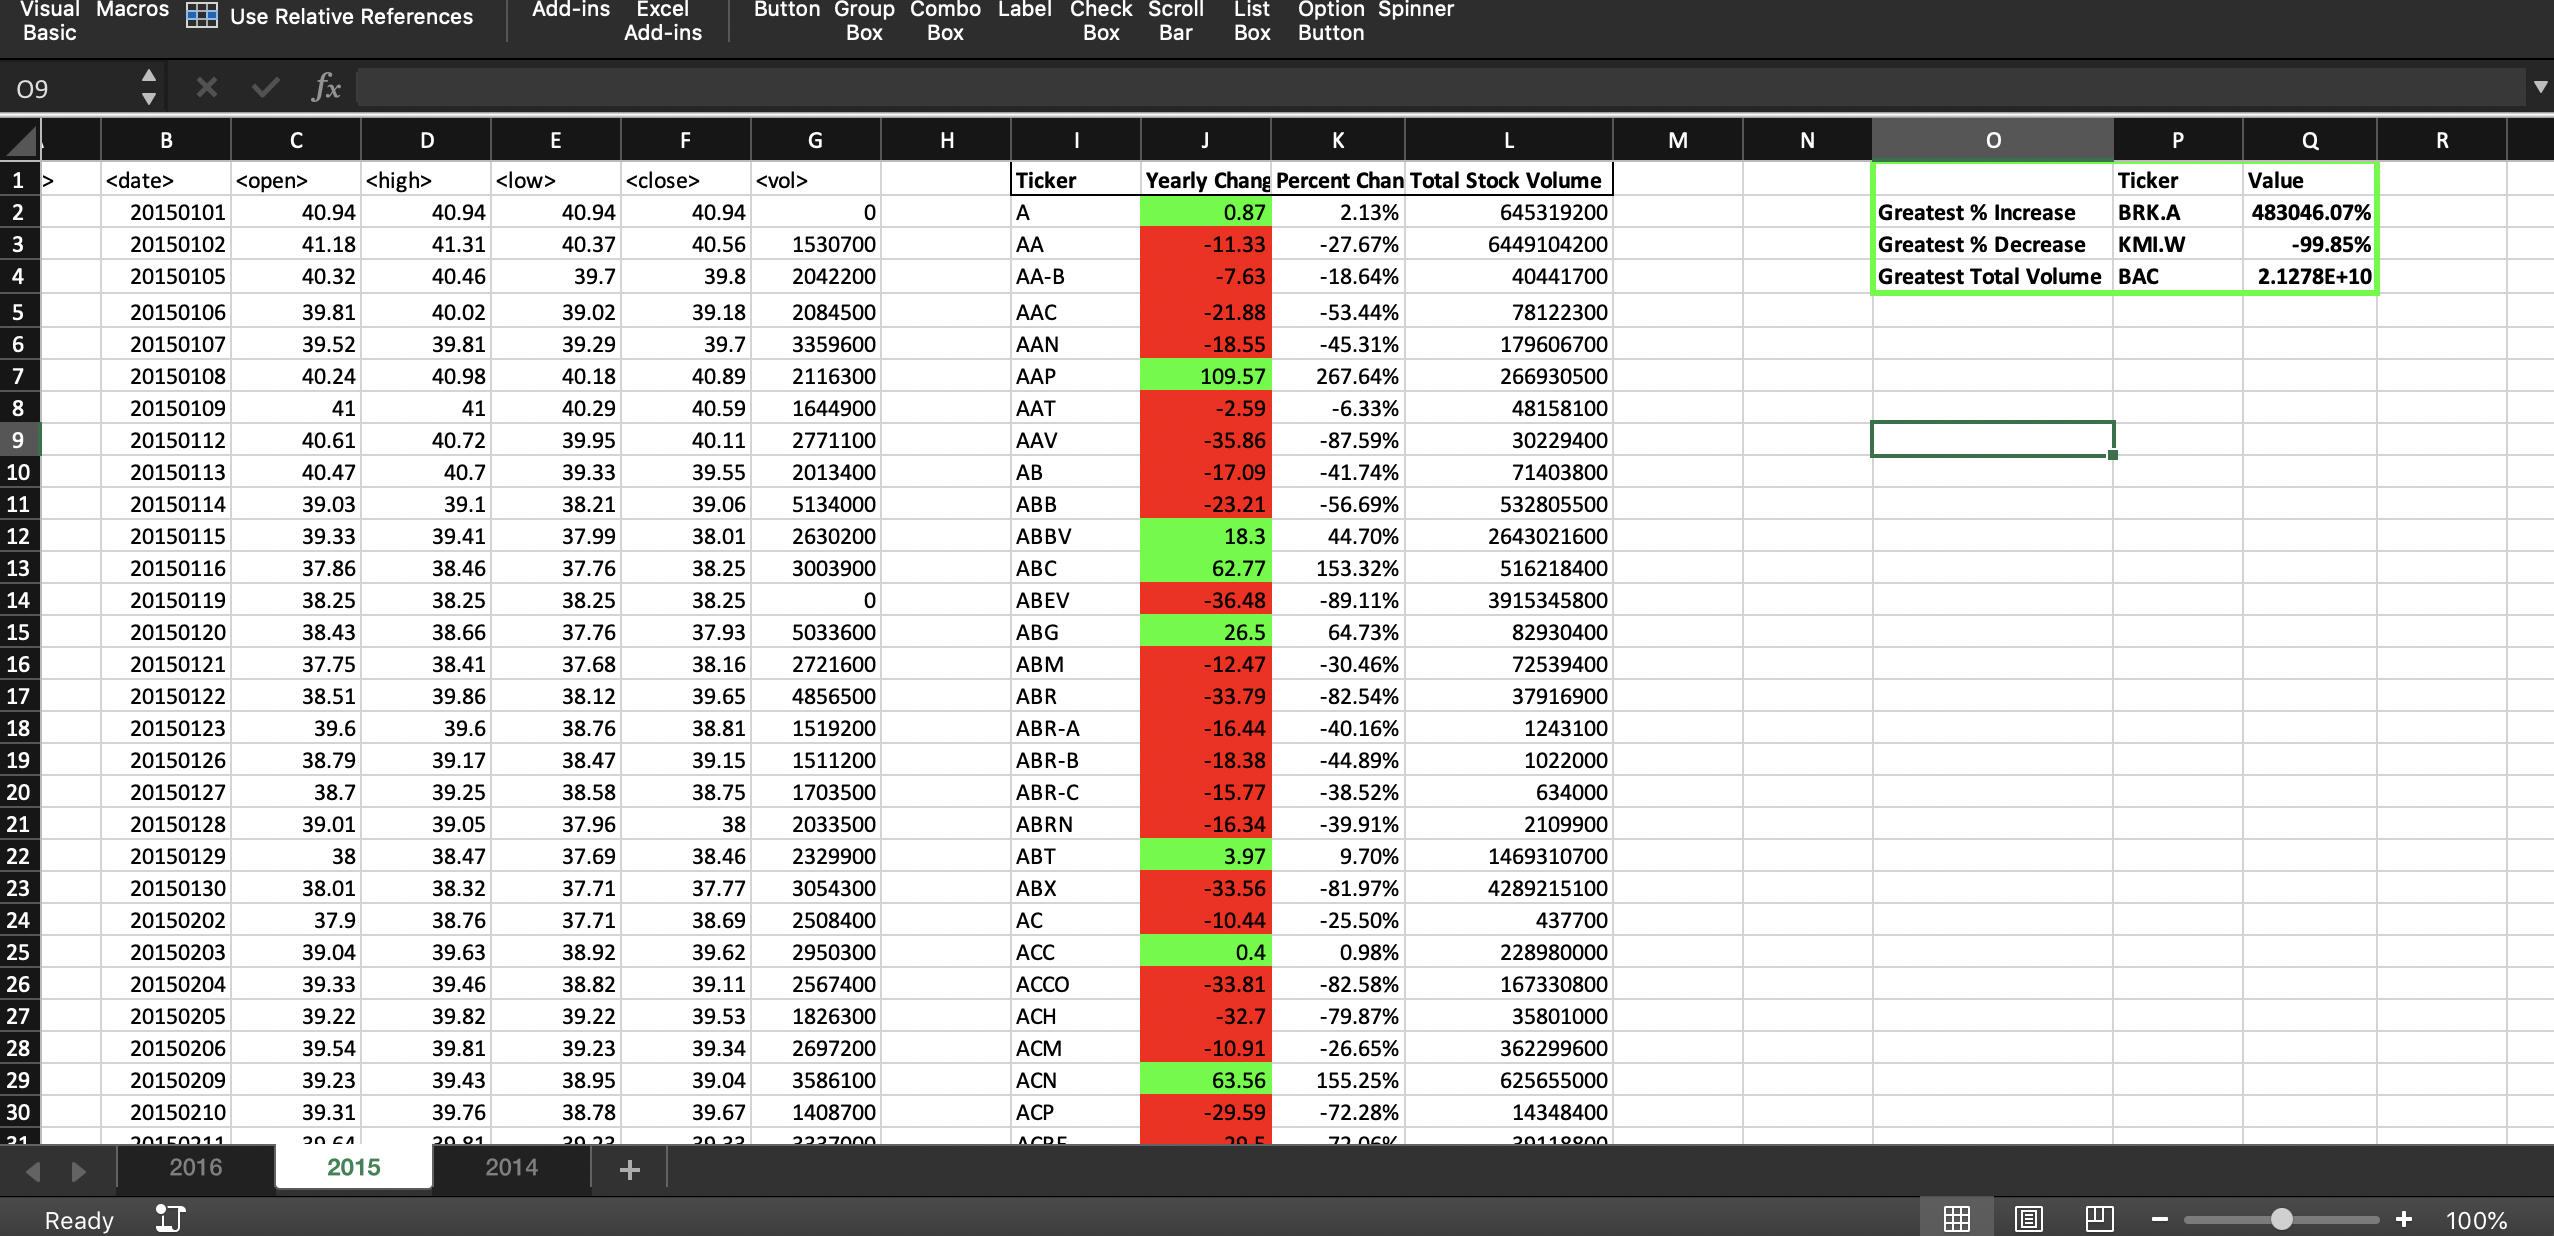 Visual Basic Macros Use Relative References Add-ins Excel Add-ins Button Group Box Combo Box Label Check Box Scroll Bar List Box Option Button Spinner
O9 fx
B C D E F G H I J K L M N O P Q R
1 > <date> <open> <high> <low> <close> <vol> Ticker Yearly Chang Percent Chan Total Stock Volume Ticker Value
2 20150101 40.94 40.94 40.94 40.94 0 A 0.87 2.13% 645319200 Greatest % Increase BRK.A 483046.07%
3 20150102 41.18 41.31 40.37 40.56 1530700 AA -11.33 -27.67% 6449104200 Greatest % Decrease KMI.W -99.85%
4 20150105 40.32 40.46 39.7 39.8 2042200 AA-B -7.63 -18.64% 40441700 Greatest Total Volume BAC 2.1278E+10
5 20150106 39.81 40.02 39.02 39.18 2084500 AAC -21.88 -53.44% 78122300
6 20150107 39.52 39.81 39.29 39.7 3359600 AAN -18.55 -45.31% 179606700
7 20150108 40.24 40.98 40.18 40.89 2116300 AAP 109.57 267.64% 266930500
8 20150109 41 41 40.29 40.59 1644900 AAT -2.59 -6.33% 48158100
9 20150112 40.61 40.72 39.95 40.11 2771100 AAV -35.86 -87.59% 30229400
10 20150113 40.47 40.7 39.33 39.55 2013400 AB -17.09 -41.74% 71403800
11 20150114 39.03 39.1 38.21 39.06 5134000 ABB -23.21 -56.69% 532805500
12 20150115 39.33 39.41 37.99 38.01 2630200 ABBV 18.3 44.70% 2643021600
13 20150116 37.86 38.46 37.76 38.25 3003900 ABC 62.77 153.32% 516218400
14 20150119 38.25 38.25 38.25 38.25 0 ABEV -36.48 -89.11% 3915345800
15 20150120 38.43 38.66 37.76 37.93 5033600 ABG 26.5 64.73% 82930400
16 20150121 37.75 38.41 37.68 38.16 2721600 ABM -12.47 -30.46% 72539400
17 20150122 38.51 39.86 38.12 39.65 4856500 ABR -33.79 -82.54% 37916900
18 20150123 39.6 39.6 38.76 38.81 1519200 ABR-A -16.44 -40.16% 1243100
19 20150126 38.79 39.17 38.47 39.15 1511200 ABR-B -18.38 -44.89% 1022000
20 20150127 38.7 39.25 38.58 38.75 1703500 ABR-C -15.77 -38.52% 634000
21 20150128 39.01 39.05 37.96 38 2033500 ABRN -16.34 -39.91% 2109900
22 20150129 38 38.47 37.69 38.46 2329900 ABT 3.97 9.70% 1469310700
23 20150130 38.01 38.32 37.71 37.77 3054300 ABX -33.56 -81.97% 4289215100
24 20150202 37.9 38.76 37.71 38.69 2508400 AC -10.44 -25.50% 437700
25 20150203 39.04 39.63 38.92 39.62 2950300 ACC 0.4 0.98% 228980000
26 20150204 39.33 39.46 38.82 39.11 2567400 ACCO -33.81 -82.58% 167330800
27 20150205 39.22 39.82 39.22 39.53 1826300 ACH -32.7 -79.87% 35801000
28 20150206 39.54 39.81 39.23 39.34 2697200 ACM -10.91 -26.65% 362299600
29 20150209 39.23 39.43 38.95 39.04 3586100 ACN 63.56 155.25% 625655000
30 20150210 39.31 39.76 38.78 39.67 1408700 ACP -29.59 -72.28% 14348400
31 20150211
2016 2015 2014 +
Ready 100%